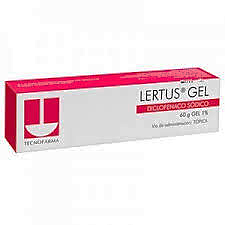 LERTUS® GEL
DICLOFENACO SÓDICO
60 g GEL 1%
Vía de administración: TÓPICA
TECNOFARMA